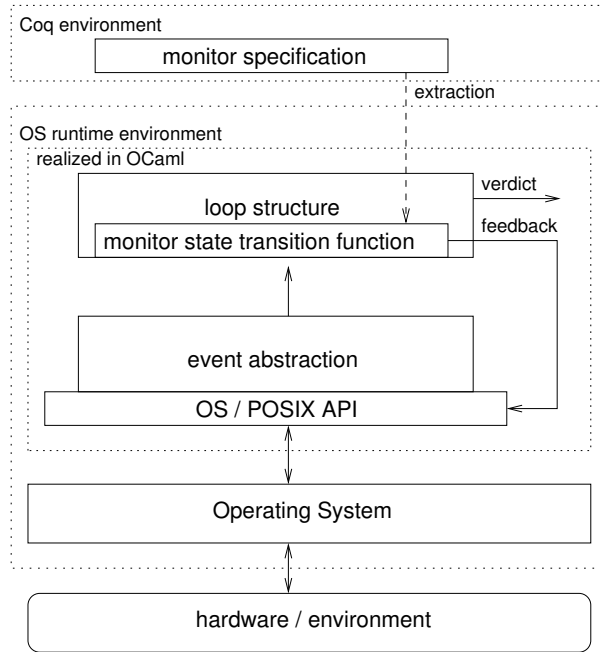 Coq environment
monitor specification
extraction
OS runtime environment
realized in OCaml
verdict
loop structure
feedback
monitor state transition function
event abstraction
OS / POSIX API
Operating System
hardware / environment